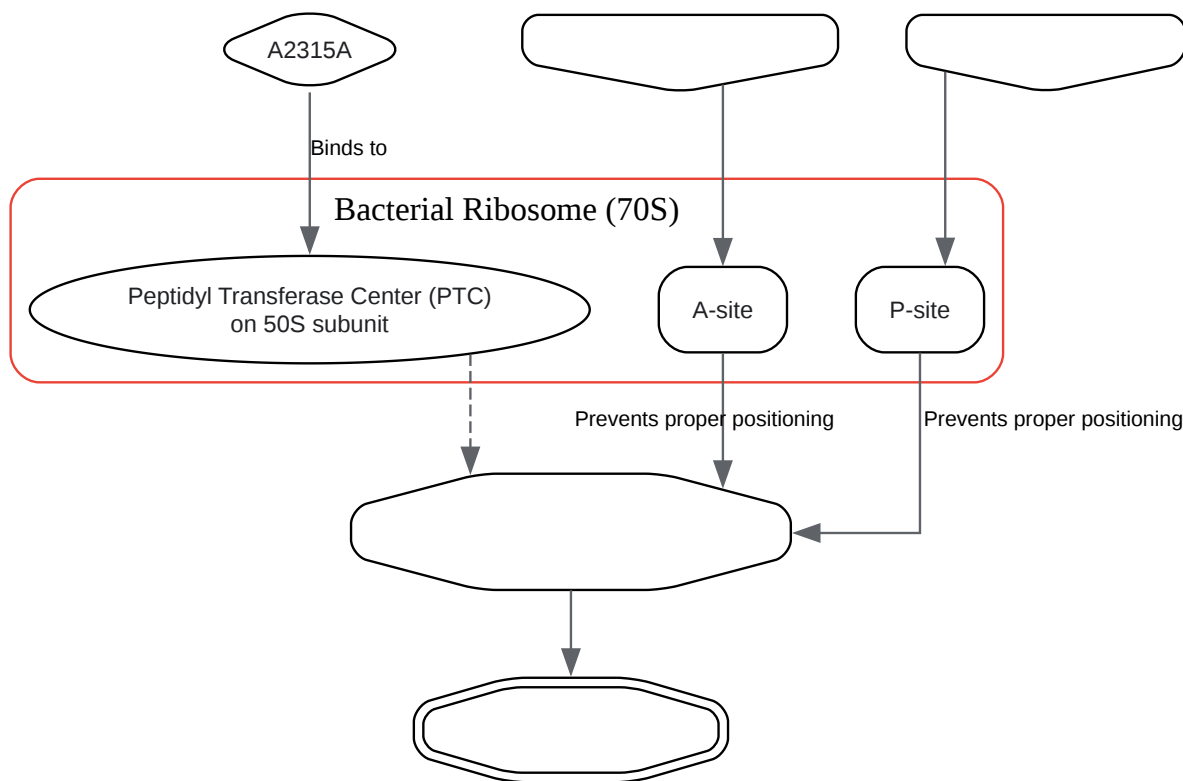 A2315A
Binds to
Bacterial Ribosome (70S)
Peptidyl Transferase Center (PTC)
on 50S subunit
A-site
P-site
Prevents proper positioning
Prevents proper positioning